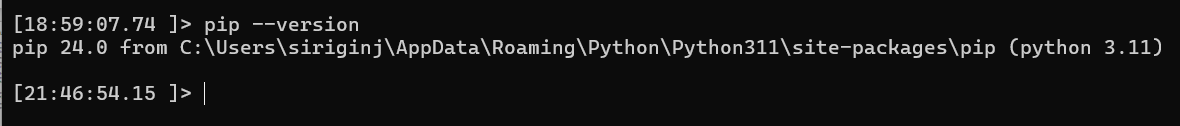 [18:59:07.74 ]> pip --version
pip 24.0 from C:\Users\siriginj\AppData\Roaming\Python\Python311\site-packages\pip (python 3.11)
[21:46:54.15 ]>